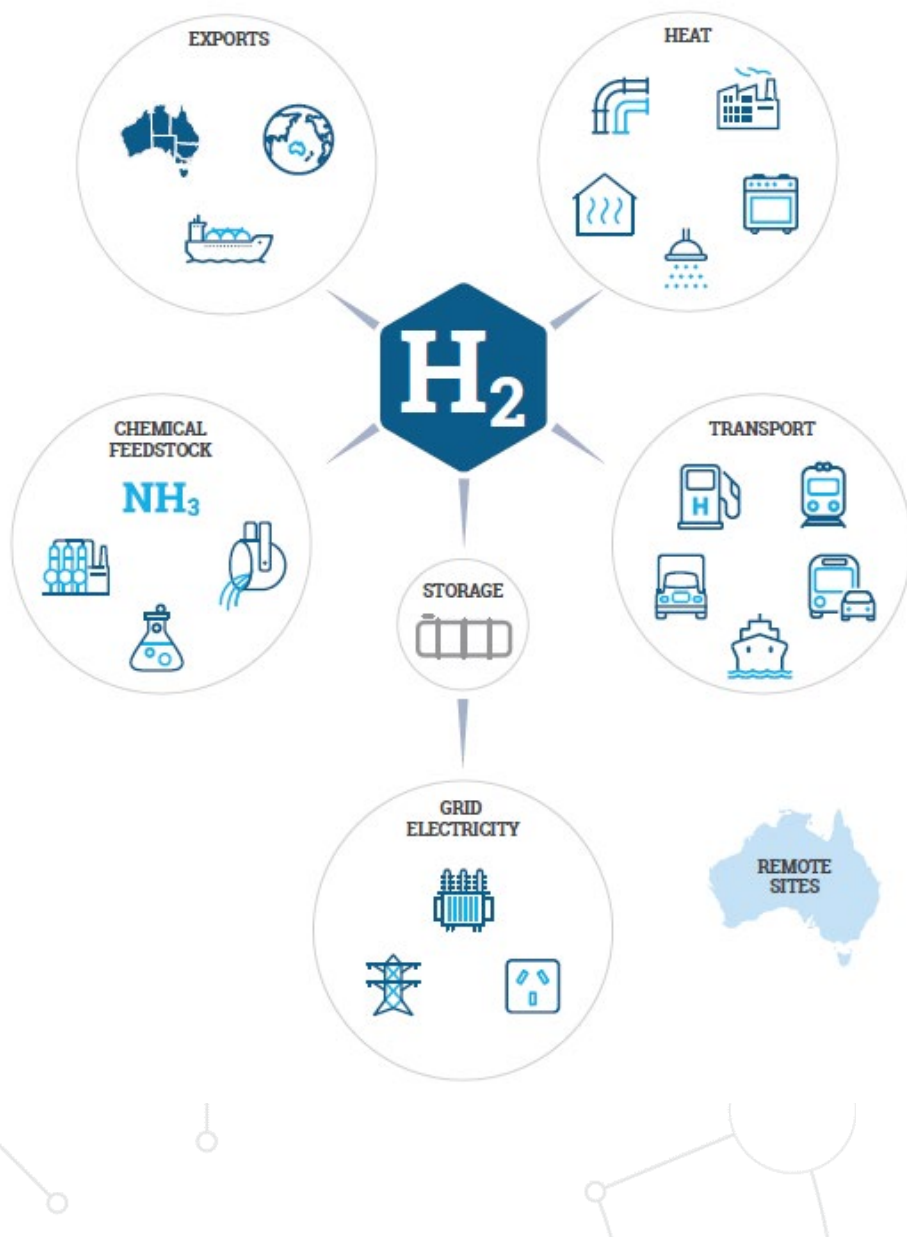 EXPORTS
HEAT
H₂
CHEMICAL
FEEDSTOCK
NH₃
TRANSPORT
H
STORAGE
GRID
ELECTRICITY
REMOTE
SITES